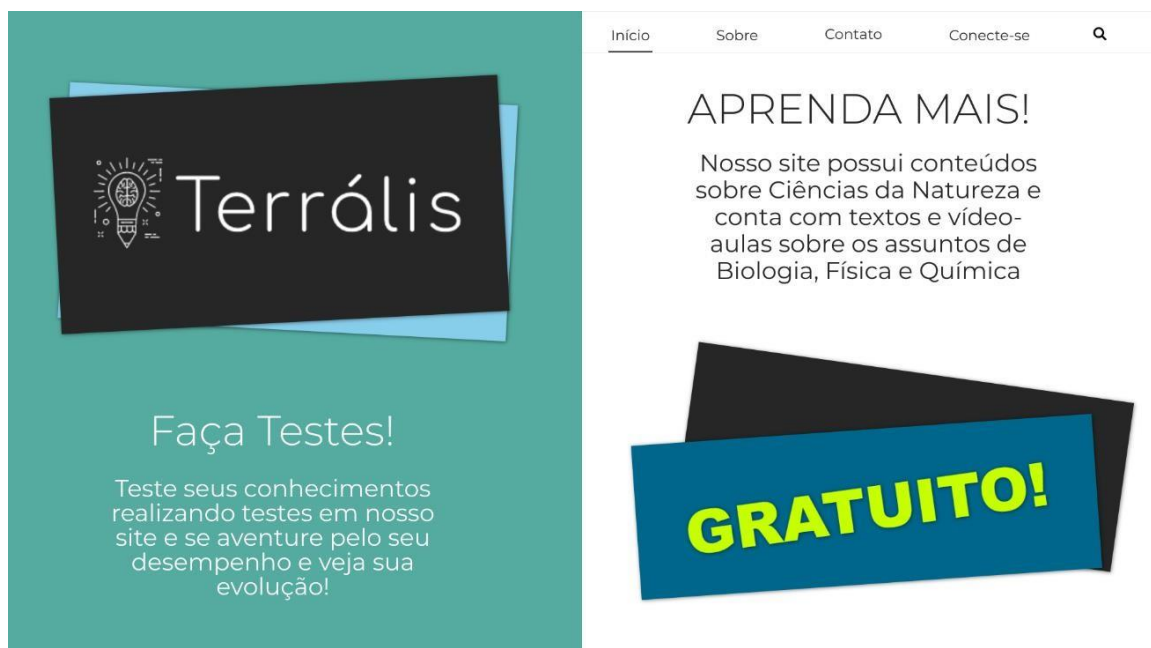 Terrális
Faça Testes!
Teste seus conhecimentos
realizando testes em nosso
site e se aventure pelo seu
desempenho e veja sua
evolução!
Início Sobre Contato Conecte-se
APRENDA MAIS!
Nosso site possui conteúdos
sobre Ciências da Natureza e
conta com textos e vídeo-
aulas sobre os assuntos de
Biologia, Física e Química
GRATUITO!